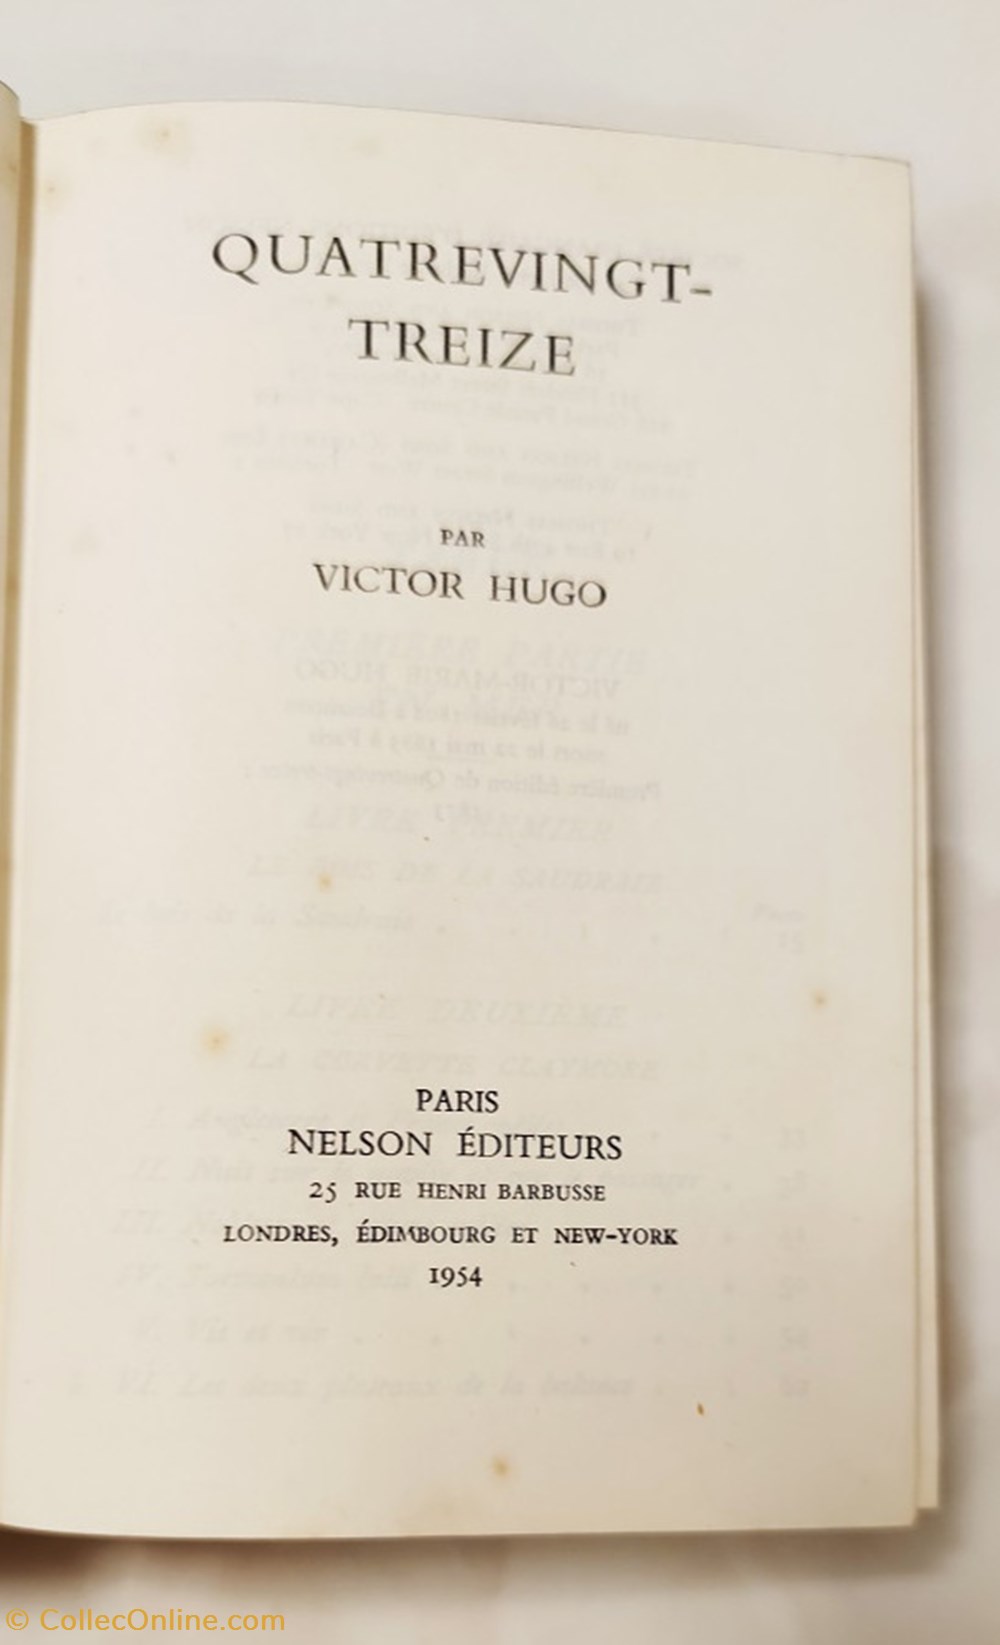 QUATREVINGT-
TREIZE
PAR
VICTOR HUGO
PARIS
NELSON ÉDITEURS
25 RUE HENRI BARBUSSE
LONDRES, ÉDIMBOURG ET NEW-YORK
1954
© CollecOnline.com